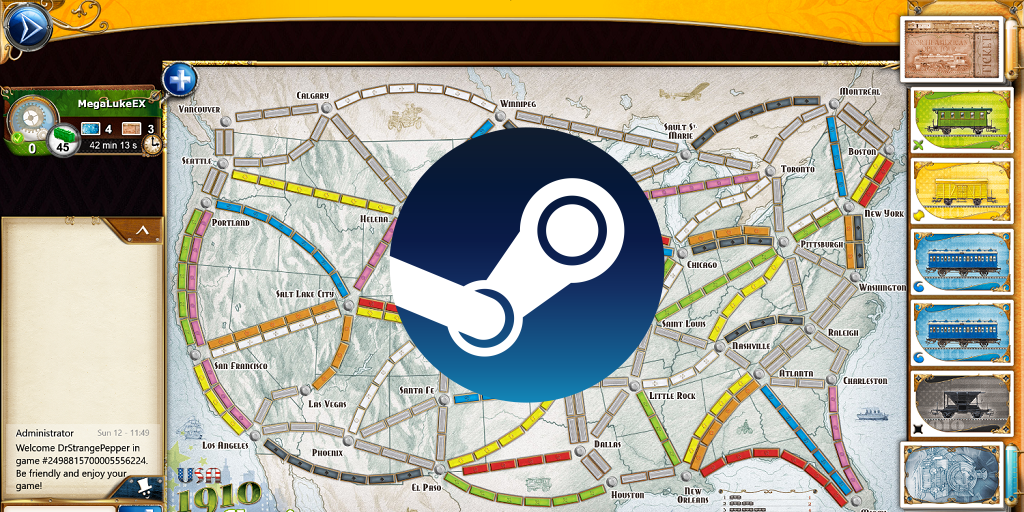 MegaLukeEX
4
3
42 min 13 s
0
45
Administrator
Sun 12 - 11:49
Welcome DrStrangePepper in
game #2498815700005556224.
Be friendly and enjoy your
game!
Vancouver
Calgary
Winnipeg
Sault St
Marie
Montréal
Seattle
Toronto
Boston
Portland
Helena
New York
Pittsburgh
Chicago
Salt Lake City
Washington
Saint Louis
Raleigh
Nashville
San Francisco
Atlanta
Santa Fe
Charleston
Little Rock
Las Vegas
Los Angeles
Phoenix
Dallas
El Paso
Houston
New
Orleans
USA
1910
TICKET